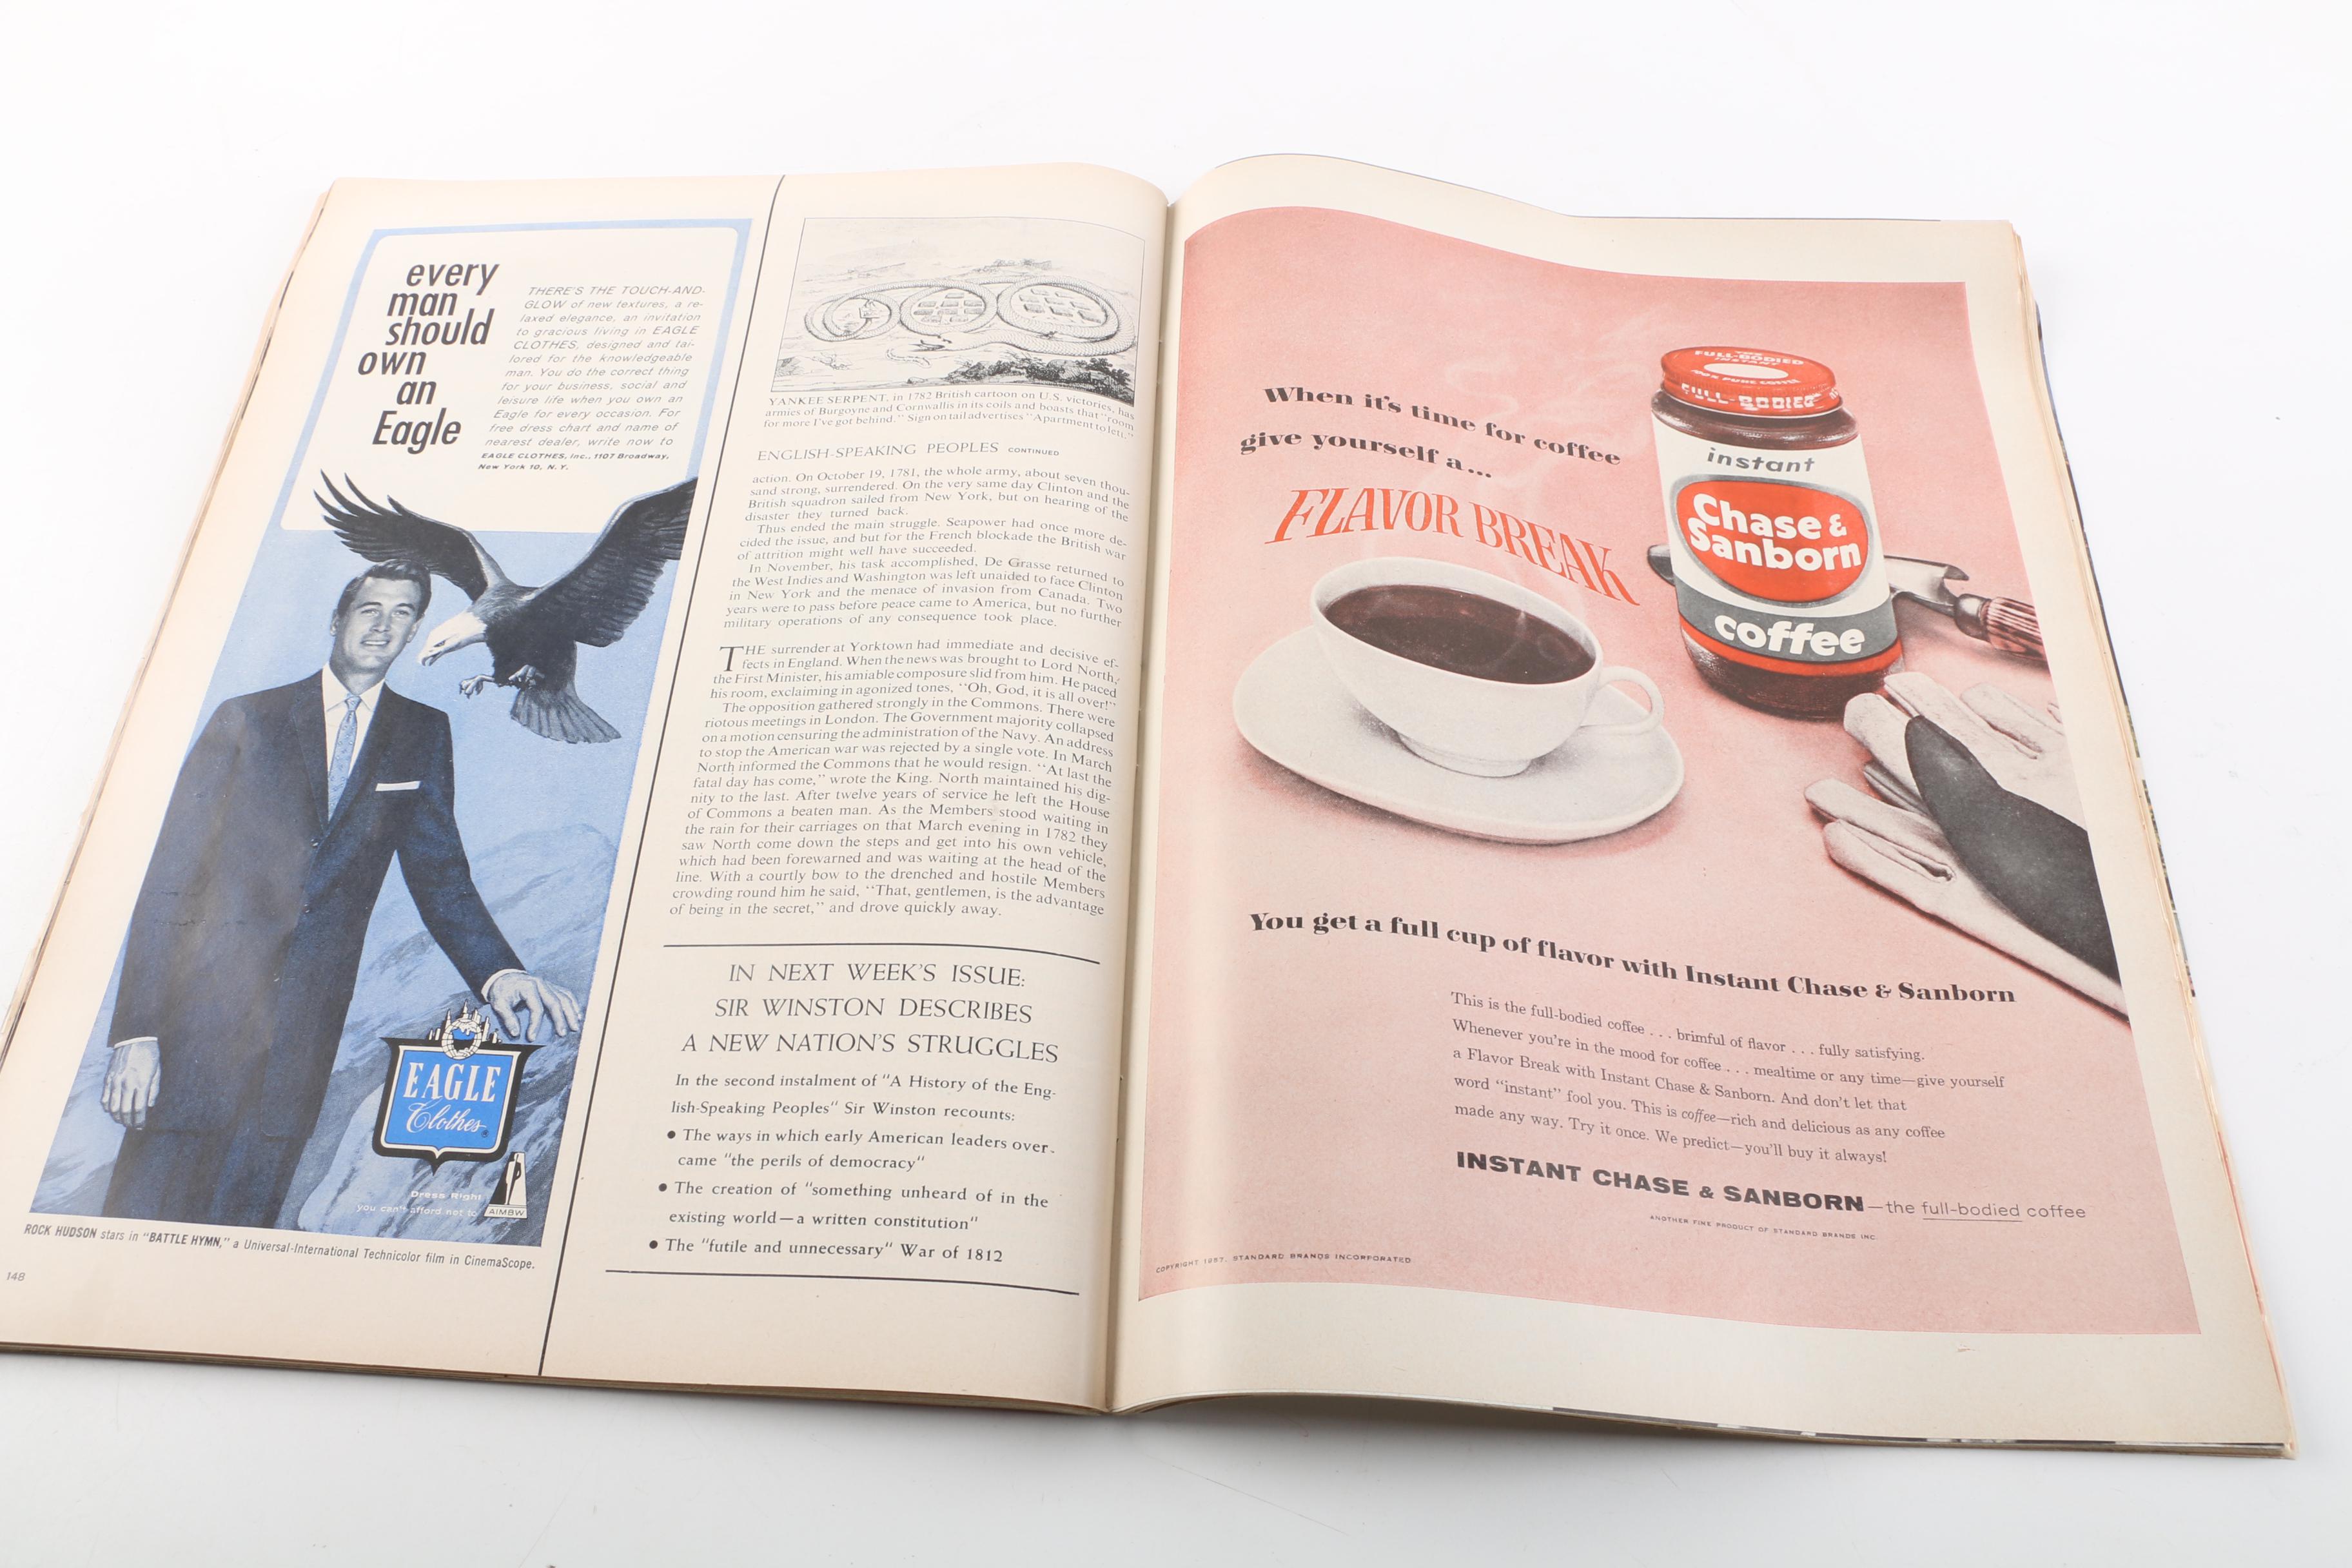 every
man
should
own
an
Eagle
THERE'S THE TOUCH-AND-
GLOW of new textures, a re-
laxed elegance, an invitation
to gracious living in EAGLE
CLOTHES, designed and tai-
lored for the knowledgeable
man. You do the correct thing
for your business, social and
leisure life when you own an
Eagle for every occasion. For
free dress chart and name of
nearest dealer, write now to
EAGLE CLOTHES, Inc., 1107 Broadway,
New York 10, N. Y.
EAGLE
Clothes
Dress Right
you can't afford not to
AIMBW
ROCK HUDSON stars in "BATTLE HYMN," a Universal-International Technicolor film in CinemaScope.
148
YANKEE SERPENT, in 1782 British cartoon on U.S. victories, has
armies of Burgoyne and Cornwallis in its coils and boasts that "room
for more I've got behind." Sign on tail advertises "Apartment to lett."
ENGLISH-SPEAKING PEOPLES CONTINUED
action. On October 19, 1781, the whole army, about seven thou-
sand strong, surrendered. On the very same day Clinton and the
British squadron sailed from New York, but on hearing of the
disaster they turned back.
Thus ended the main struggle. Seapower had once more de-
cided the issue, and but for the French blockade the British war
of attrition might well have succeeded.
In November, his task accomplished, De Grasse returned to
the West Indies and Washington was left unaided to face Clinton
in New York and the menace of invasion from Canada. Two
years were to pass before peace came to America, but no further
military operations of any consequence took place.
THE surrender at Yorktown had immediate and decisive ef-
fects in England. When the news was brought to Lord North,
the First Minister, his amiable composure slid from him. He paced
his room, exclaiming in agonized tones, "Oh, God, it is all over!"
The opposition gathered strongly in the Commons. There were
riotous meetings in London. The Government majority collapsed
on a motion censuring the administration of the Navy. An address
to stop the American war was rejected by a single vote. In March
North informed the Commons that he would resign. "At last the
fatal day has come," wrote the King. North maintained his dig-
nity to the last. After twelve years of service he left the House
of Commons a beaten man. As the Members stood waiting in
the rain for their carriages on that March evening in 1782 they
saw North come down the steps and get into his own vehicle,
which had been forewarned and was waiting at the head of the
line. With a courtly bow to the drenched and hostile Members
crowding round him he said, "That, gentlemen, is the advantage
of being in the secret," and drove quickly away.
IN NEXT WEEK'S ISSUE:
SIR WINSTON DESCRIBES
A NEW NATION'S STRUGGLES
In the second instalment of "A History of the Eng-
lish-Speaking Peoples" Sir Winston recounts:
● The ways in which early American leaders over-
came "the perils of democracy"
● The creation of "something unheard of in the
existing world—a written constitution"
● The "futile and unnecessary" War of 1812
When it's time for coffee
give yourself a...
FLAVOR BREAK
FULL-BODIED
INSTANT
100% PURE COFFEE
FULL-BODIED
instant
Chase &
Sanborn
coffee
You get a full cup of flavor with Instant Chase & Sanborn
This is the full-bodied coffee . . . brimful of flavor . . . fully satisfying.
Whenever you're in the mood for coffee . . . mealtime or any time—give yourself
a Flavor Break with Instant Chase & Sanborn. And don't let that
word "instant" fool you. This is coffee—rich and delicious as any coffee
made any way. Try it once. We predict—you'll buy it always!
INSTANT CHASE & SANBORN—the full-bodied coffee
ANOTHER FINE PRODUCT OF STANDARD BRANDS INC.
COPYRIGHT 1957, STANDARD BRANDS INCORPORATED